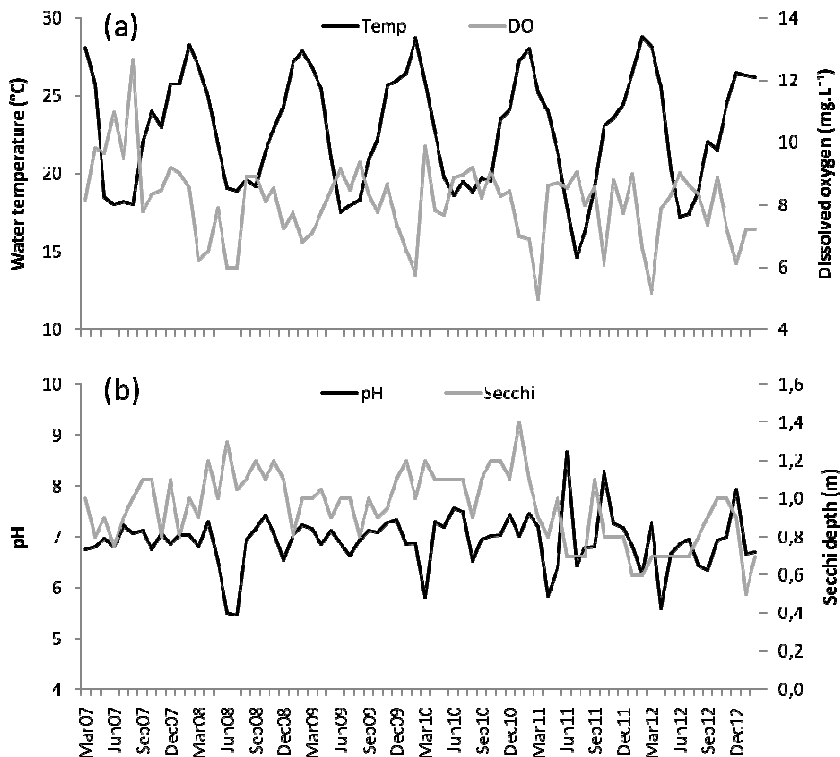 (a)
Temp
DO
30
25
20
15
10
Water temperature (°C)
14
12
10
8
6
4
Dissolved oxygen (mg.L⁻¹)
(b)
pH
Secchi
10
9
8
7
6
5
4
pH
1,6
1,4
1,2
1,0
0,8
0,6
0,4
0,2
0,0
Secchi depth (m)
Mar07
Jun07
Sep07
Dec07
Mar08
Jun08
Sep08
Dec08
Mar09
Jun09
Sep09
Dec09
Mar10
Jun10
Sep10
Dec10
Mar11
Jun11
Sep11
Dec11
Mar12
Jun12
Sep12
Dec12